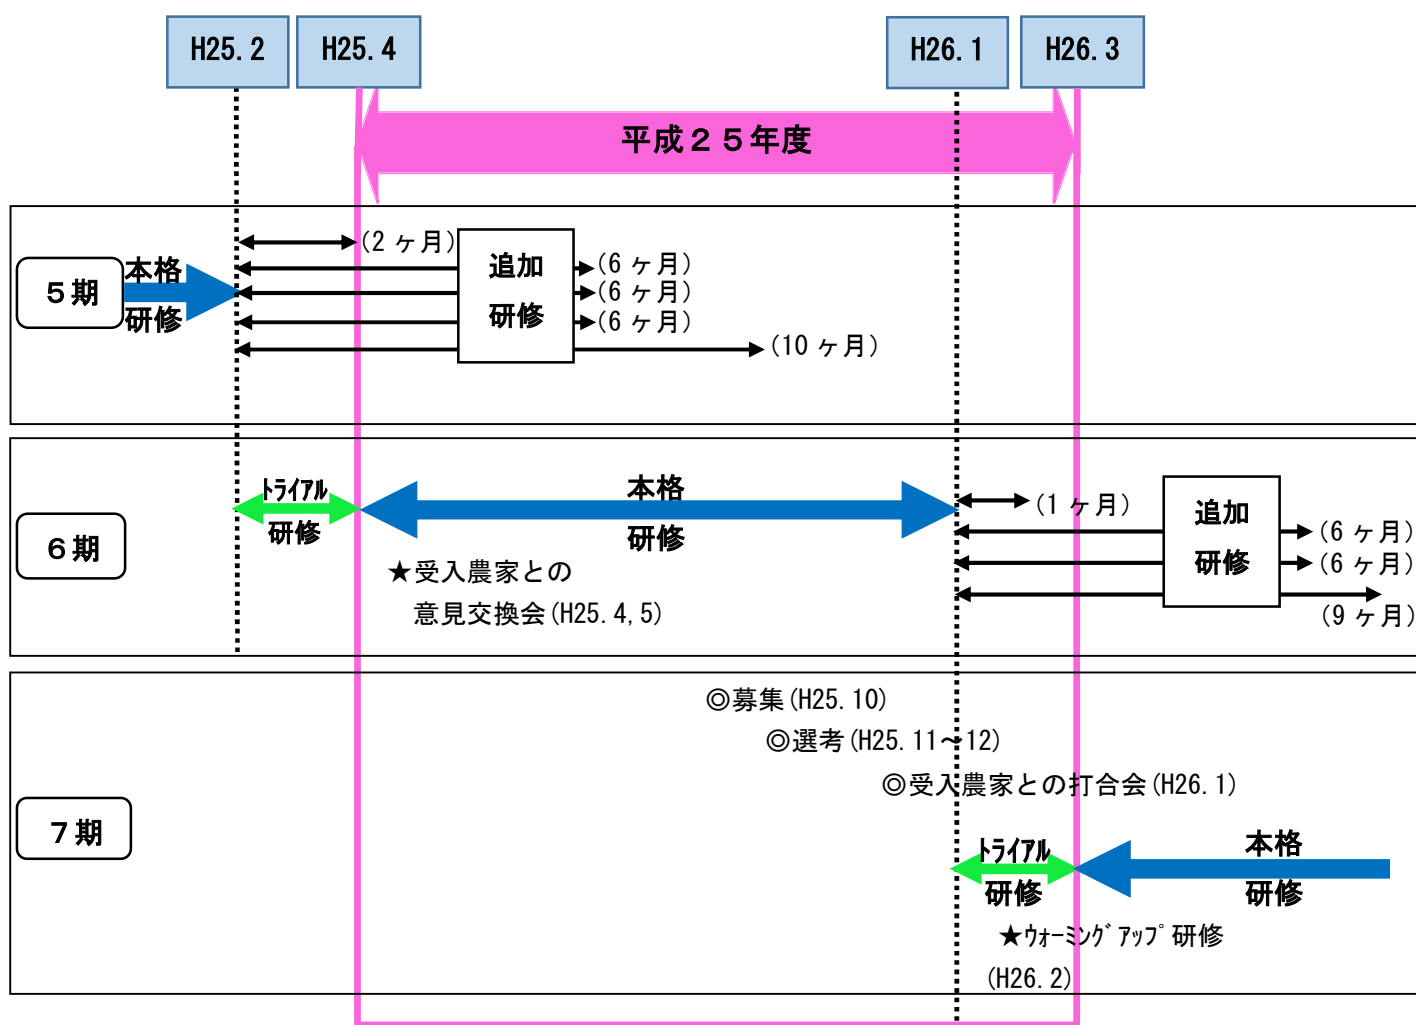 H25.2
H25.4
H26.1
H26.3
平成２５年度
５期
本格
研修
(2 ヶ月)
追加
研修
(6 ヶ月)
(6 ヶ月)
(6 ヶ月)
(10 ヶ月)
６期
ﾄﾗｲｱﾙ
研修
本格
研修
★受入農家との
意見交換会(H25.4,5)
(1 ヶ月)
追加
研修
(6 ヶ月)
(6 ヶ月)
(9 ヶ月)
７期
◎募集(H25.10)
◎選考(H25.11～12)
◎受入農家との打合会(H26.1)
ﾄﾗｲｱﾙ
研修
本格
研修
★ｳｫｰﾐﾝｸﾞｱｯﾌﾟ研修
(H26.2)